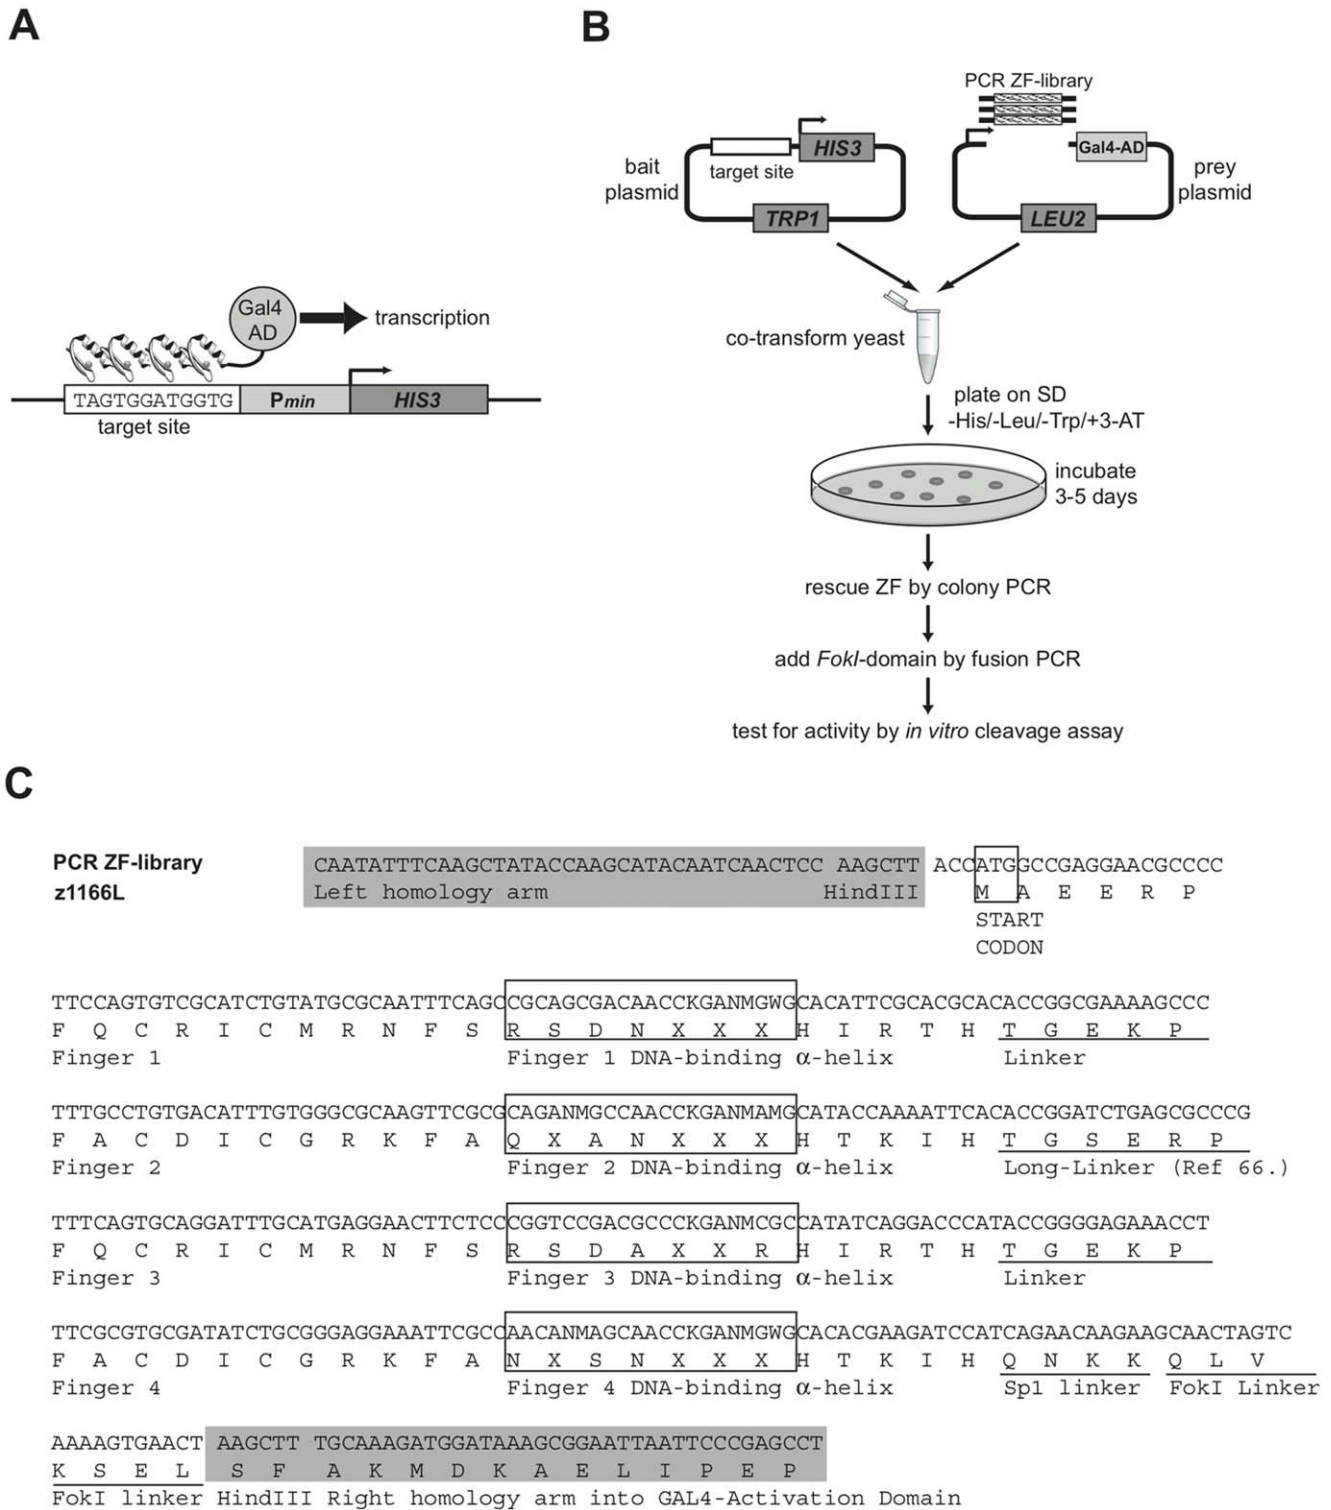 A
Gal4
AD
transcription
TAGTGGATGGTG
Pmin
HIS3
target site
B
PCR ZF-library
bait
plasmid
HIS3
target site
TRP1
Gal4-AD
prey
plasmid
LEU2
co-transform yeast
plate on SD
-His/-Leu/-Trp/+3-AT
incubate
3-5 days
rescue ZF by colony PCR
add FokI-domain by fusion PCR
test for activity by in vitro cleavage assay
C
PCR ZF-library CAATATTTCAAGCTATACCAAGCATACAATCAACTCC AAGCTT ACCATGGCCGAGGAACGCCCC
z1166L Left homology arm HindIII M A E E R P
START
CODON
TTCCAGTGTCGCATCTGTATGCGCAATTTCAGCCGCAGCGACAACCKGANMGWGCACATTCGCACGCACACCGGCGAAAAGCCC
F Q C R I C M R N F S R S D N X X X H I R T H T G E K P
Finger 1 Finger 1 DNA-binding α-helix Linker
TTTGCCTGTGACATTTGTGGGCGCAAGTTCGCGCAGANMGCCAACCKGANMAMGCATACCAAAATTCACACCGGATCTGAGCGCCCG
F A C D I C G R K F A Q X A N X X X H T K I H T G S E R P
Finger 2 Finger 2 DNA-binding α-helix Long-Linker (Ref 66.)
TTTCAGTGCAGGATTTGCATGAGGAACTTCTCCCGGTCCGACGCCCKGANMCGCCATATCAGGACCCATACCGGGGAGAAACCT
F Q C R I C M R N F S R S D A X X R H I R T H T G E K P
Finger 3 Finger 3 DNA-binding α-helix Linker
TTCGCGTGCGATATCTGCGGGAGGAAATTCGCCAACANMAGCAACCKGANMGWGCACACGAAGATCCATCAGAACAAGAAGCAACTAGTC
F A C D I C G R K F A N X S N X X X H T K I H Q N K K Q L V
Finger 4 Finger 4 DNA-binding α-helix Sp1 linker FokI Linker
AAAAGTGAACT AAGCTT TGCAAAGATGGATAAAGCGGAATTAATTCCCGAGCCT
K S E L S F A K M D K A E L I P E P
FokI linker HindIII Right homology arm into GAL4-Activation Domain